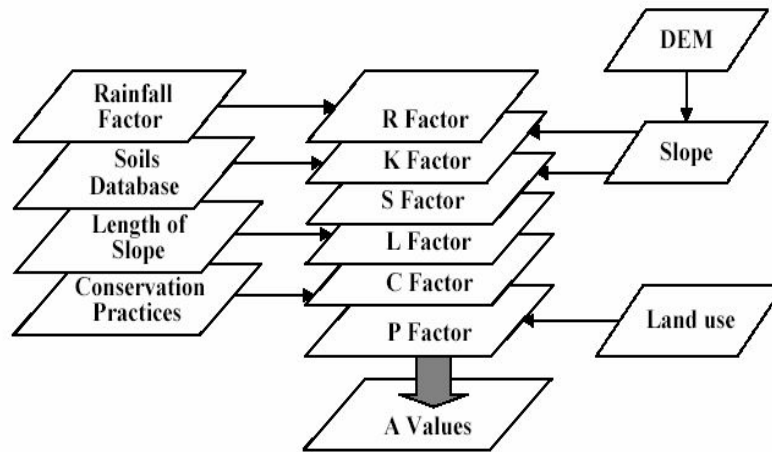 DEM
Rainfall
Factor
R Factor
Soils
Database
K Factor
Slope
S Factor
Length of
Slope
L Factor
Conservation
Practices
C Factor
P Factor
Land use
A Values